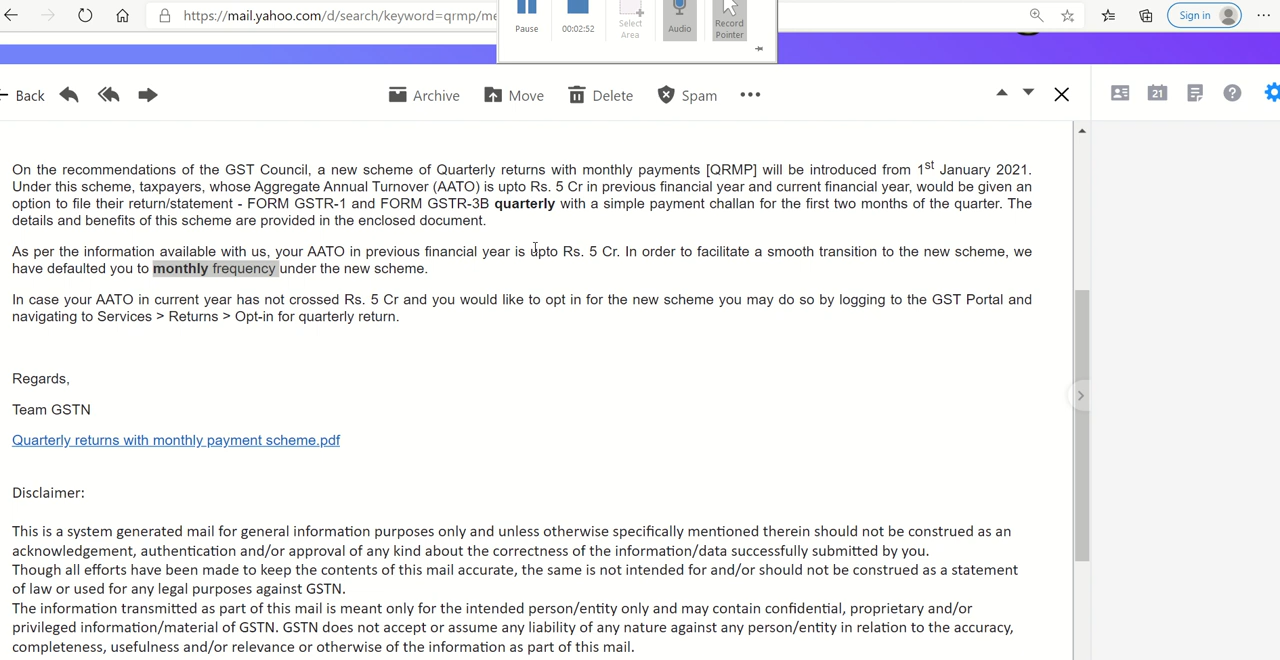 https://mail.yahoo.com/d/search/keyword=qrmp/me
Pause
00:02:52
Select Area
Audio
Record Pointer
Sign in
Back
Archive
Move
Delete
Spam
21
On the recommendations of the GST Council, a new scheme of Quarterly returns with monthly payments [QRMP] will be introduced from 1st January 2021.
Under this scheme, taxpayers, whose Aggregate Annual Turnover (AATO) is upto Rs. 5 Cr in previous financial year and current financial year, would be given an
option to file their return/statement - FORM GSTR-1 and FORM GSTR-3B quarterly with a simple payment challan for the first two months of the quarter. The
details and benefits of this scheme are provided in the enclosed document.
As per the information available with us, your AATO in previous financial year is upto Rs. 5 Cr. In order to facilitate a smooth transition to the new scheme, we
have defaulted you to monthly frequency under the new scheme.
In case your AATO in current year has not crossed Rs. 5 Cr and you would like to opt in for the new scheme you may do so by logging to the GST Portal and
navigating to Services > Returns > Opt-in for quarterly return.
Regards,
Team GSTN
Quarterly returns with monthly payment scheme.pdf
Disclaimer:
This is a system generated mail for general information purposes only and unless otherwise specifically mentioned therein should not be construed as an
acknowledgement, authentication and/or approval of any kind about the correctness of the information/data successfully submitted by you.
Though all efforts have been made to keep the contents of this mail accurate, the same is not intended for and/or should not be construed as a statement
of law or used for any legal purposes against GSTN.
The information transmitted as part of this mail is meant only for the intended person/entity only and may contain confidential, proprietary and/or
privileged information/material of GSTN. GSTN does not accept or assume any liability of any nature against any person/entity in relation to the accuracy,
completeness, usefulness and/or relevance or otherwise of the information as part of this mail.